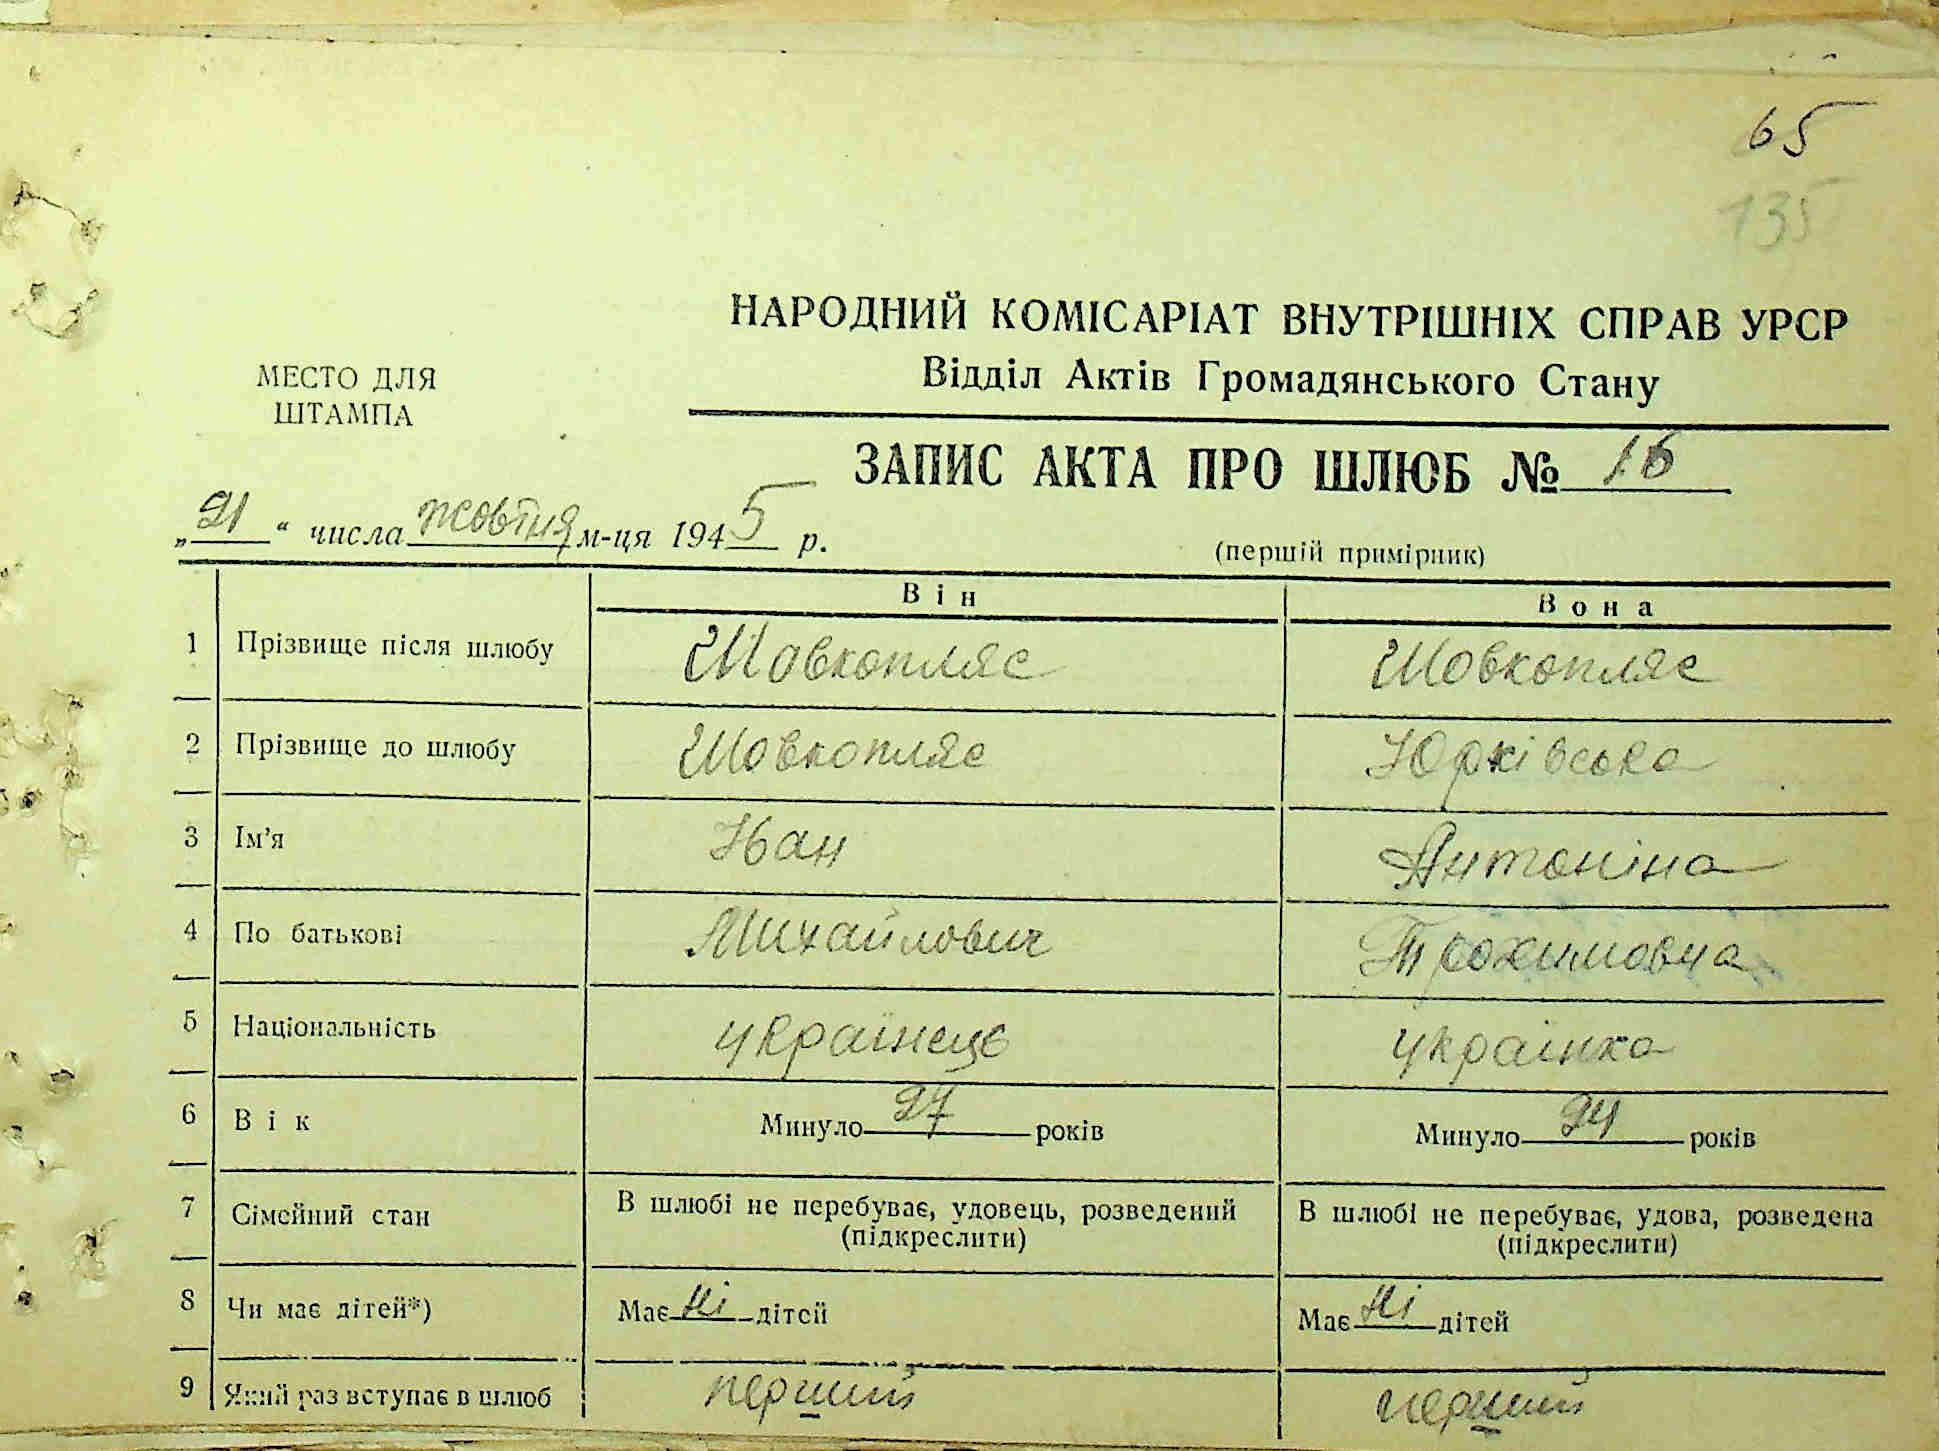 65
135
НАРОДНИЙ КОМІСАРІАТ ВНУТРІШНІХ СПРАВ УРСР
Відділ Актів Громадянського Стану
МЕСТО ДЛЯ
ШТАМПА
ЗАПИС АКТА ПРО ШЛЮБ № 16
„21“ числа жовтня м-ця 1945 р.
(першій примірник)
Він Вона
1 Прізвище після шлюбу Шовкопляс Шовкопляс
2 Прізвище до шлюбу Шовкопляс Юрківська
3 Ім'я Іван Антоніна
4 По батькові Михайлович Трохимовна
5 Національність українець українка
6 Вік Минуло 27 років Минуло 24 років
7 Сімейний стан В шлюбі не перебуває, удовець, розведений В шлюбі не перебуває, удова, розведена
(підкреслити) (підкреслити)
8 Чи має дітей*) Має ні дітей Має ні дітей
9 Який раз вступає в шлюб перший перший